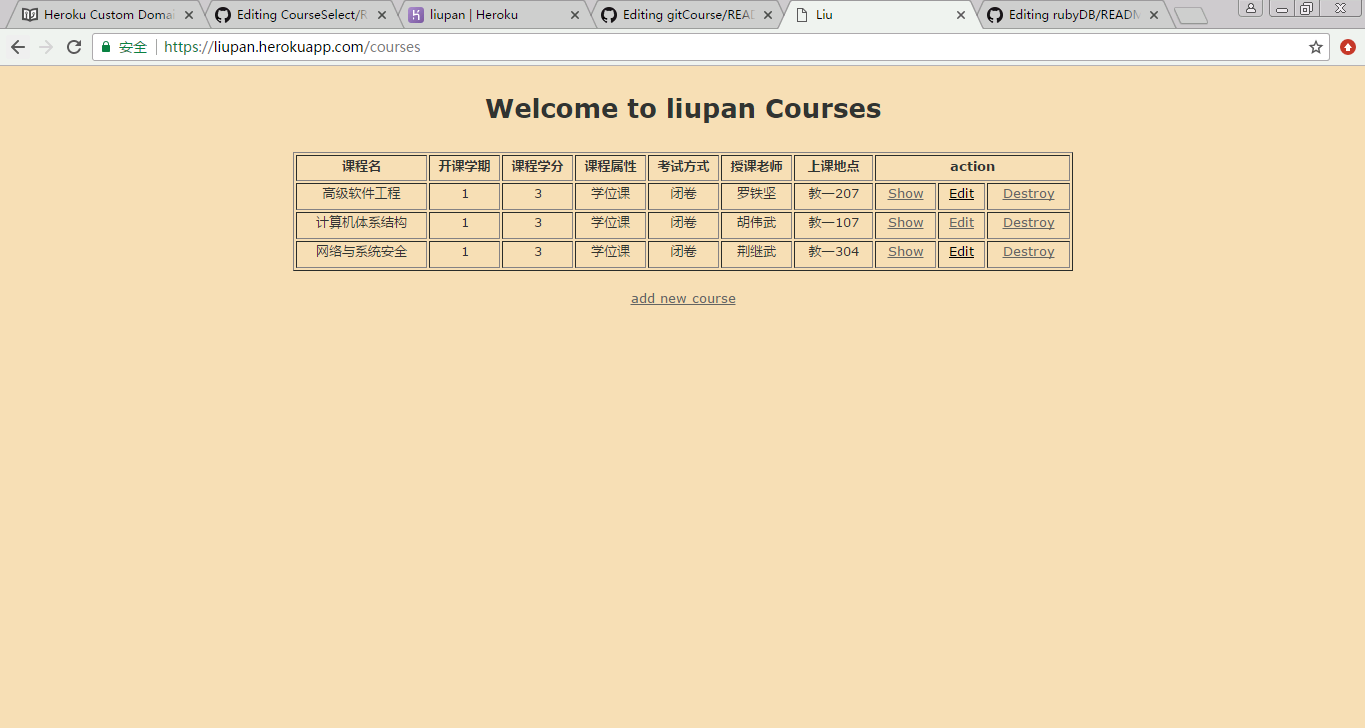 Heroku Custom Domai
Editing CourseSelect/R
liupan | Heroku
Editing gitCourse/READ
Liu
Editing rubyDB/READM
安全 https://liupan.herokuapp.com/courses
Welcome to liupan Courses
课程名 开课学期 课程学分 课程属性 考试方式 授课老师 上课地点 action
高级软件工程 1 3 学位课 闭卷 罗铁坚 教一207 Show Edit Destroy
计算机体系结构 1 3 学位课 闭卷 胡伟武 教一107 Show Edit Destroy
网络与系统安全 1 3 学位课 闭卷 荆继武 教一304 Show Edit Destroy
add new course